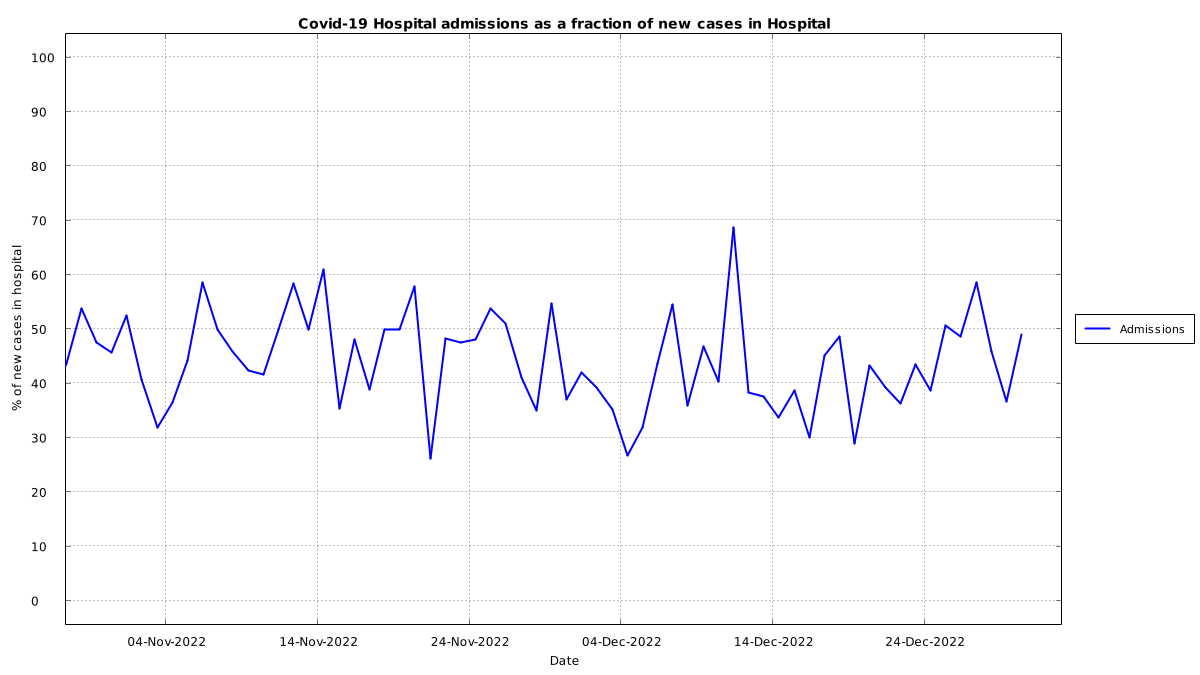 Covid-19 Hospital admissions as a fraction of new cases in Hospital
100
90
80
70
60
50
40
30
20
10
0
% of new cases in hospital
04-Nov-2022
14-Nov-2022
24-Nov-2022
04-Dec-2022
14-Dec-2022
24-Dec-2022
Date
Admissions